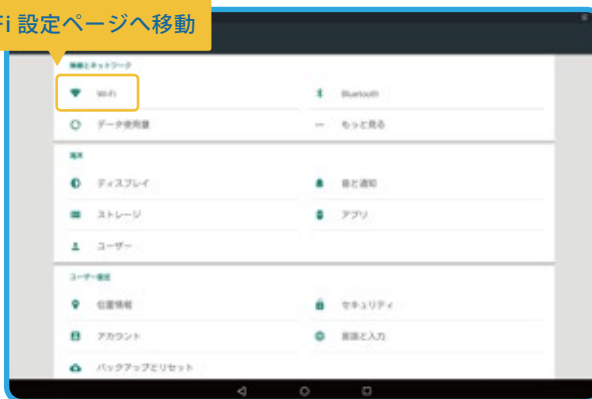 Fi 設定ページへ移動
無線とネットワーク
Wi-Fi
Bluetooth
データ使用量
もっと見る
端末
ディスプレイ
音と通知
ストレージ
アプリ
ユーザー
ユーザー設定
位置情報
セキュリティ
アカウント
言語と入力
バックアップとリセット